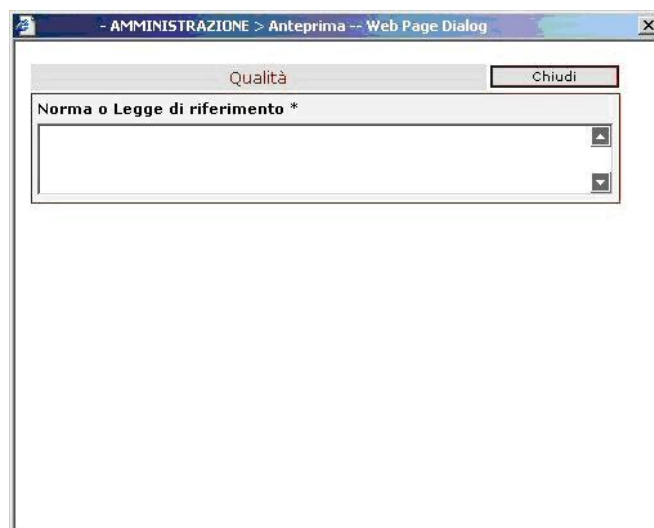 - AMMINISTRAZIONE > Anteprima -- Web Page Dialog
Qualità
Chiudi
Norma o Legge di riferimento *